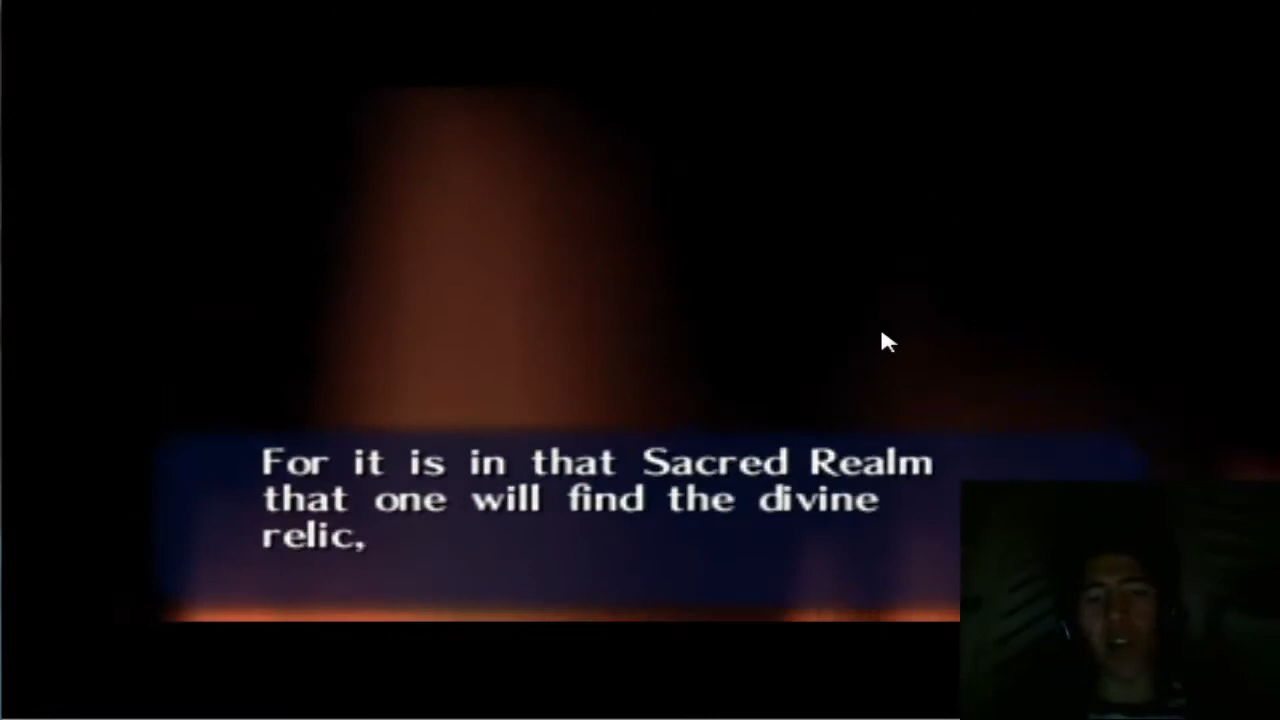 For it is in that Sacred Realm
that one will find the divine
relic,